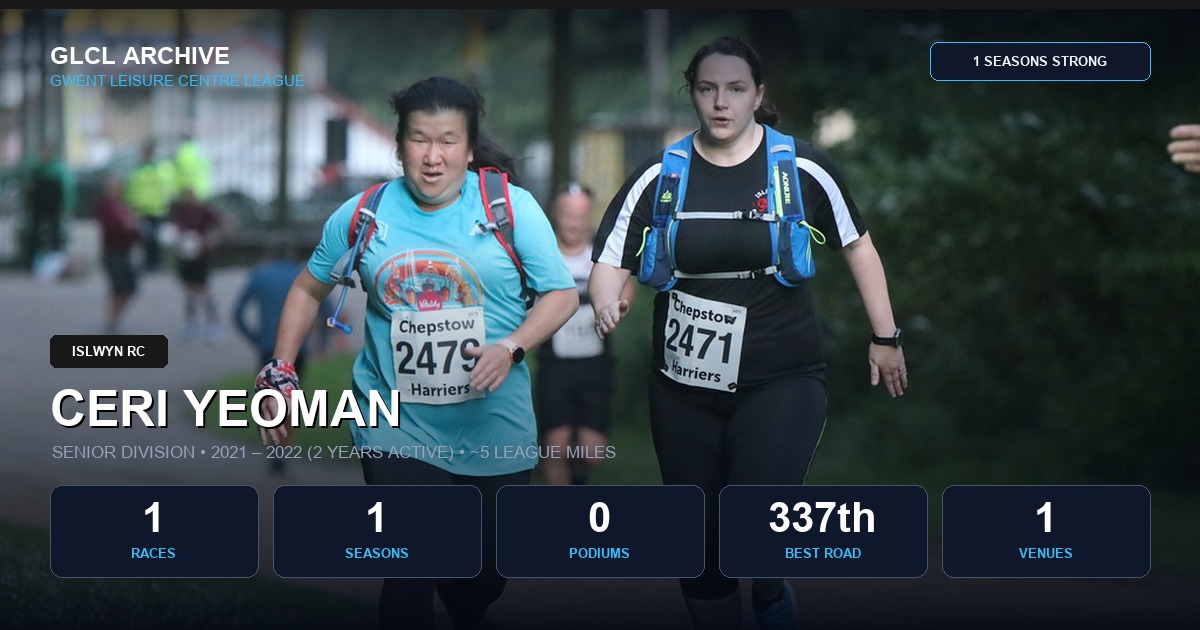 GLCL ARCHIVE
GWENT LEISURE CENTRE LEAGUE
1 SEASONS STRONG
AONIJIE
Vitality
Chepstow
2479
Harriers
Chepstow
2471
Harriers
ISLWYN RC
CERI YEOMAN
SENIOR DIVISION • 2021 – 2022 (2 YEARS ACTIVE) • ~5 LEAGUE MILES
1
RACES
1
SEASONS
0
PODIUMS
337th
BEST ROAD
1
VENUES